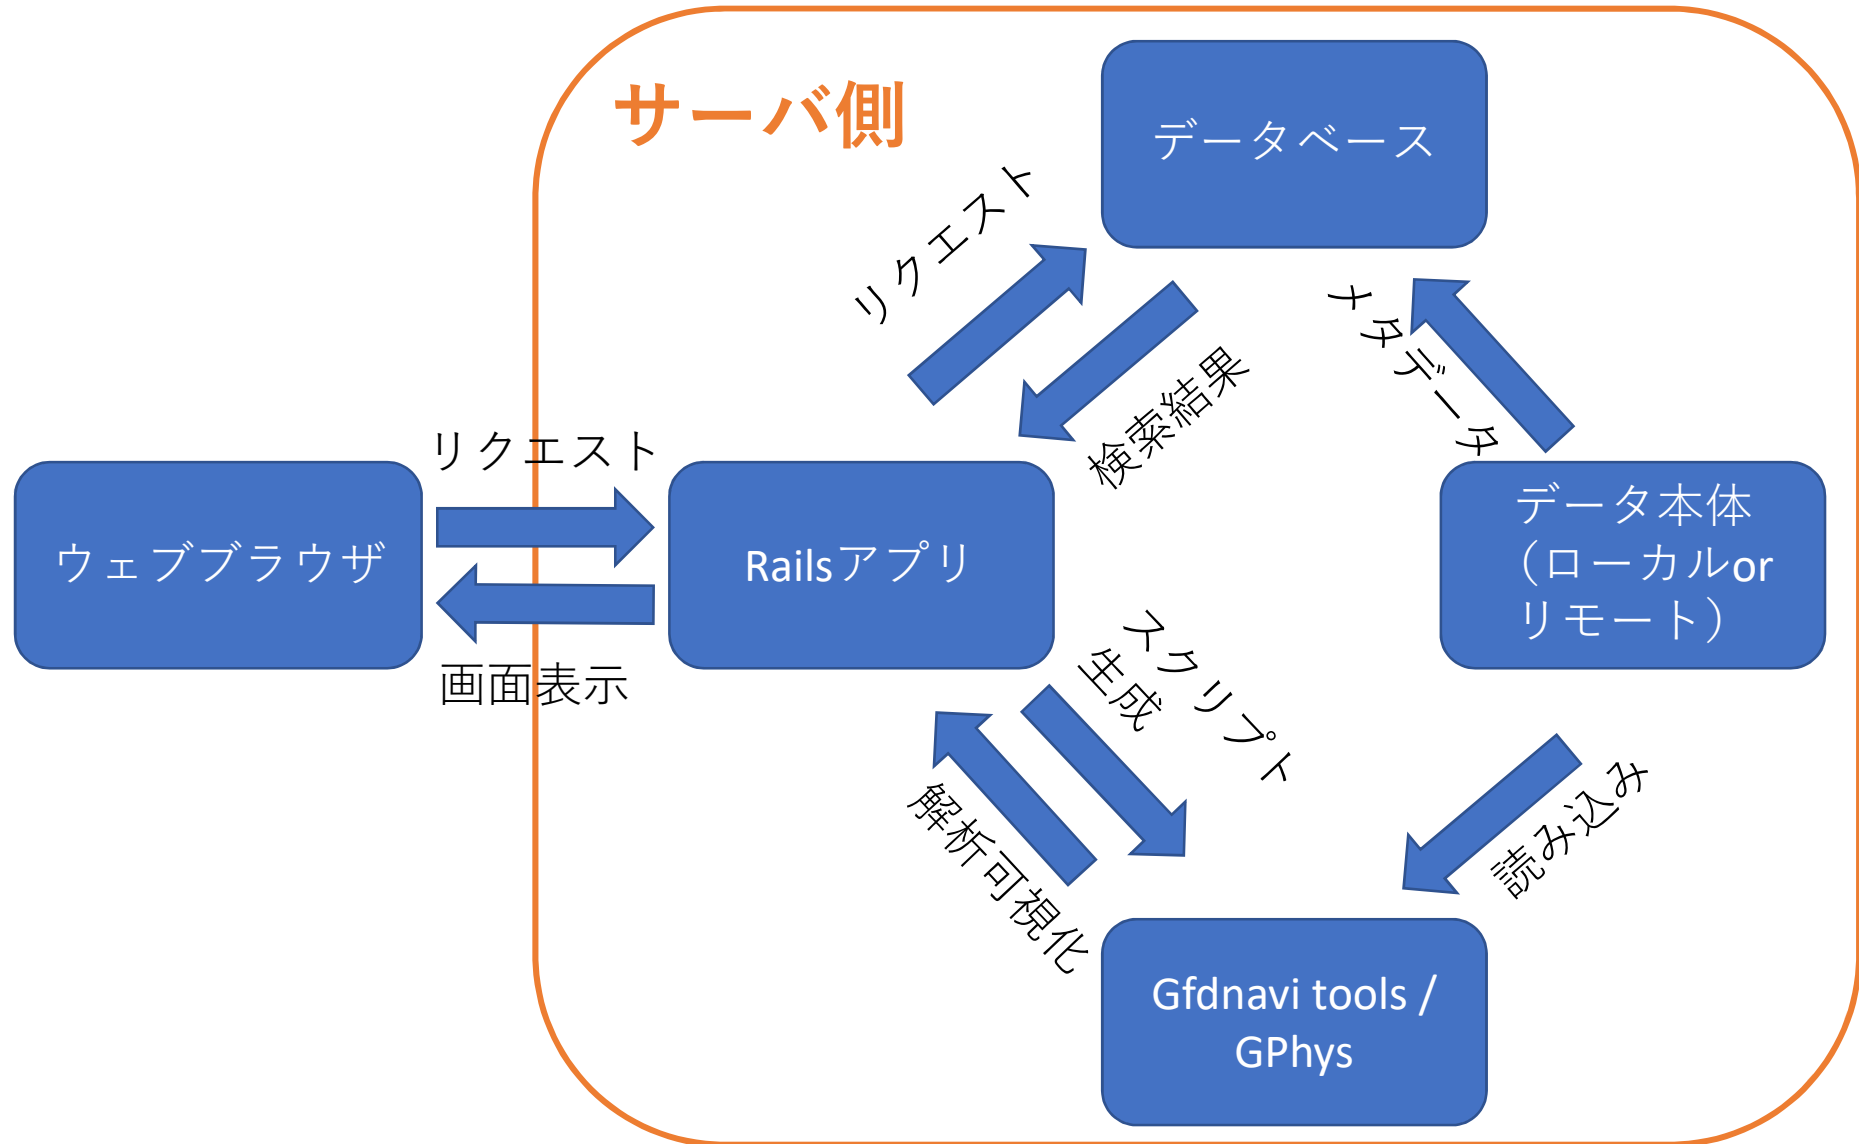 サーバ側
データベース
リクエスト
検索結果
メタデータ
リクエスト
ウェブブラウザ
画面表示
Railsアプリ
データ本体
（ローカルor
リモート）
スクリプト
生成
解析可視化
読み込み
Gfdnavi tools /
GPhys